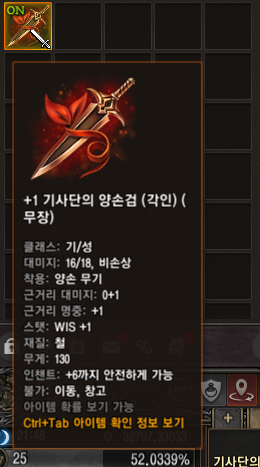 ON
+1 기사단의 양손검 (각인) (
무장)
클래스: 기/성
대미지: 16/18, 비손상
착용: 양손 무기
근거리 대미지: 0+1
근거리 명중: +1
스탯: WIS +1
재질: 철
무게: 130
인챈트: +6까지 안전하게 가능
불가: 이동, 창고
아이템 확률 보기 가능
Ctrl+Tab 아이템 확인 정보 보기
21:48
32797,33033
25
52.0339%
기사단의